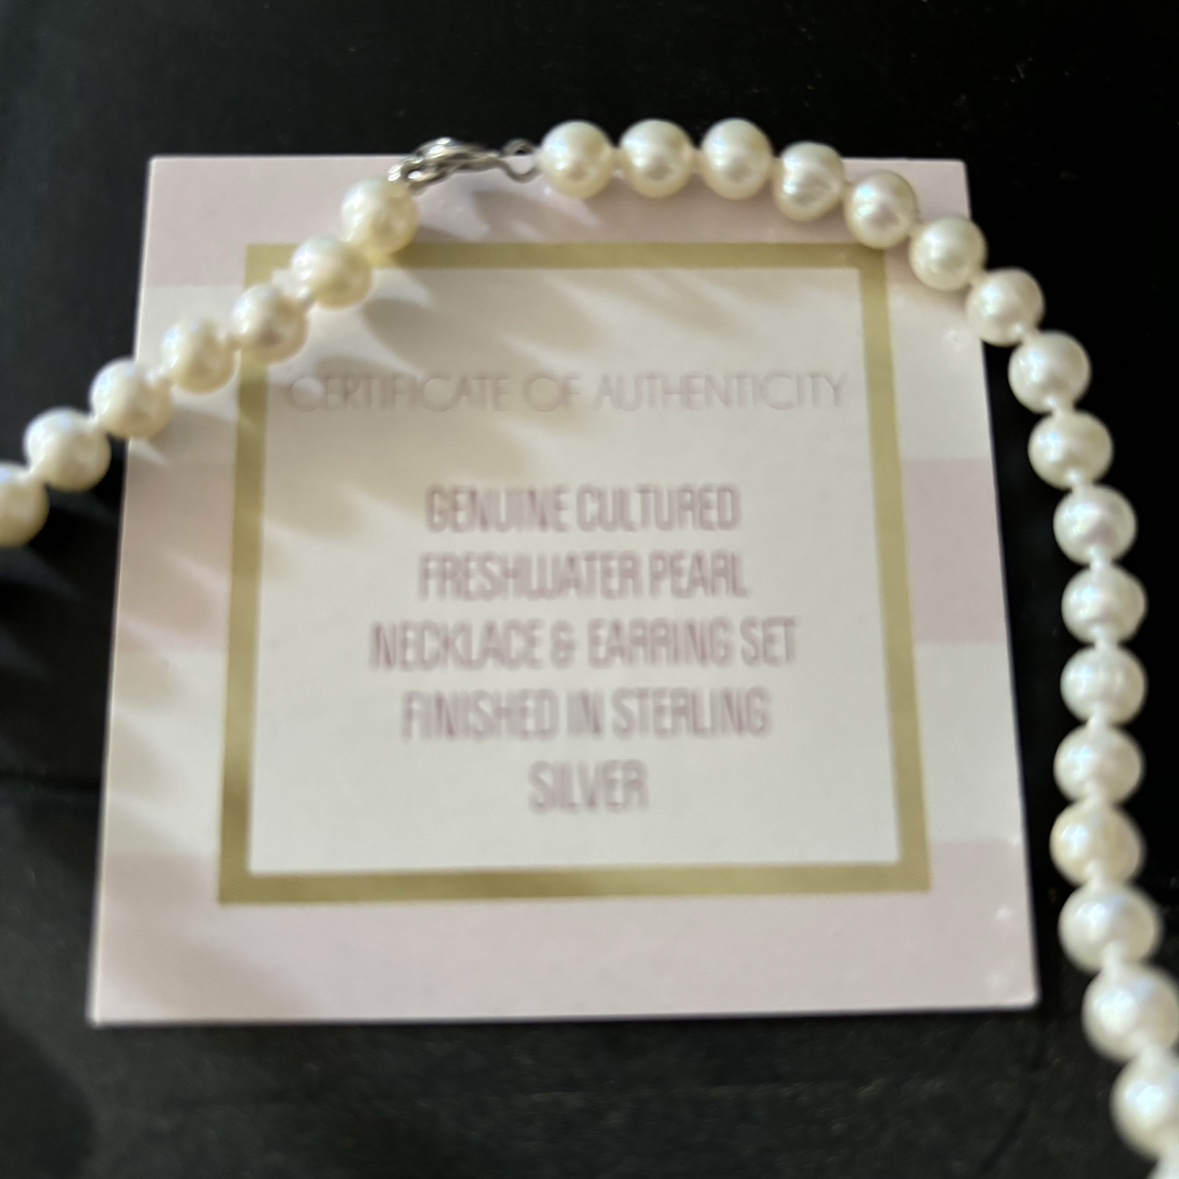 CERTIFICATE OF AUTHENTICITY
GENUINE CULTURED
FRESHWATER PEARL
NECKLACE & EARRING SET
FINISHED IN STERLING
SILVER